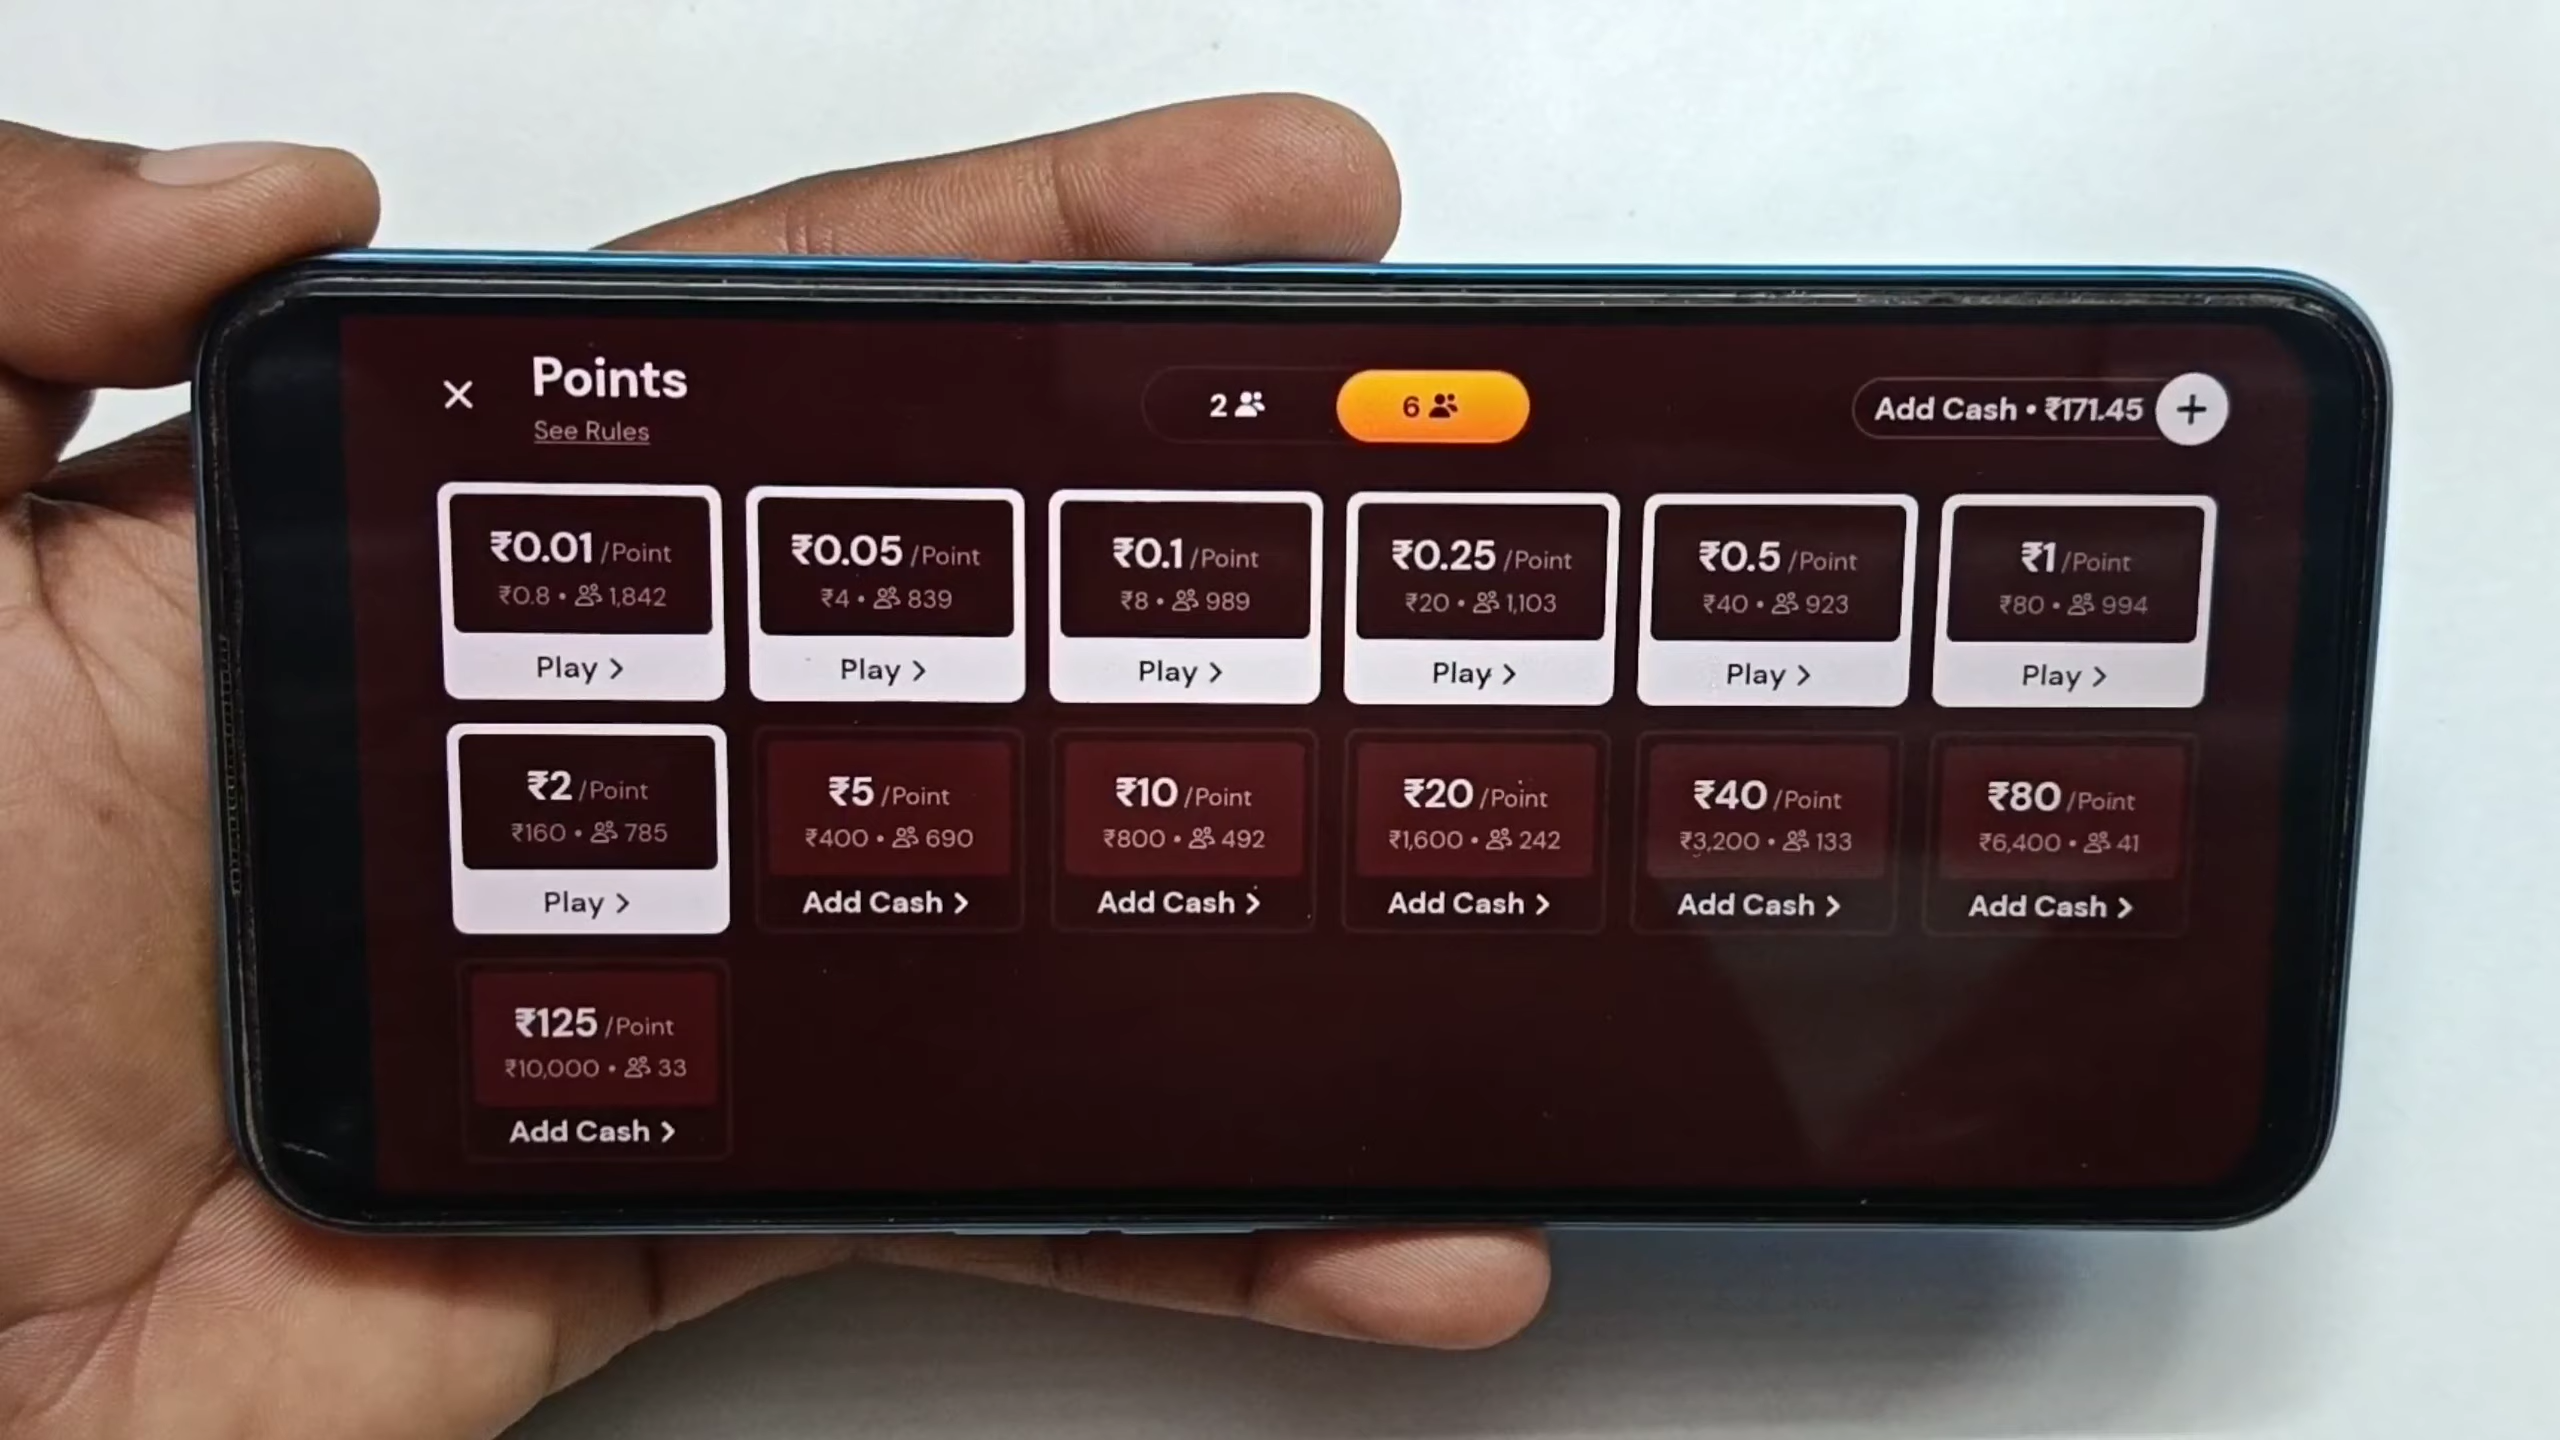 Points
See Rules
2
6
Add Cash • ₹171.45 +
₹0.01 /Point
₹0.8 • 1,842
Play >
₹0.05 /Point
₹4 • 839
Play >
₹0.1 /Point
₹8 • 989
Play >
₹0.25 /Point
₹20 • 1,103
Play >
₹0.5 /Point
₹40 • 923
Play >
₹1 /Point
₹80 • 994
Play >
₹2 /Point
₹160 • 785
Play >
₹5 /Point
₹400 • 690
Add Cash >
₹10 /Point
₹800 • 492
Add Cash >
₹20 /Point
₹1,600 • 242
Add Cash >
₹40 /Point
₹3,200 • 133
Add Cash >
₹80 /Point
₹6,400 • 41
Add Cash >
₹125 /Point
₹10,000 • 33
Add Cash >